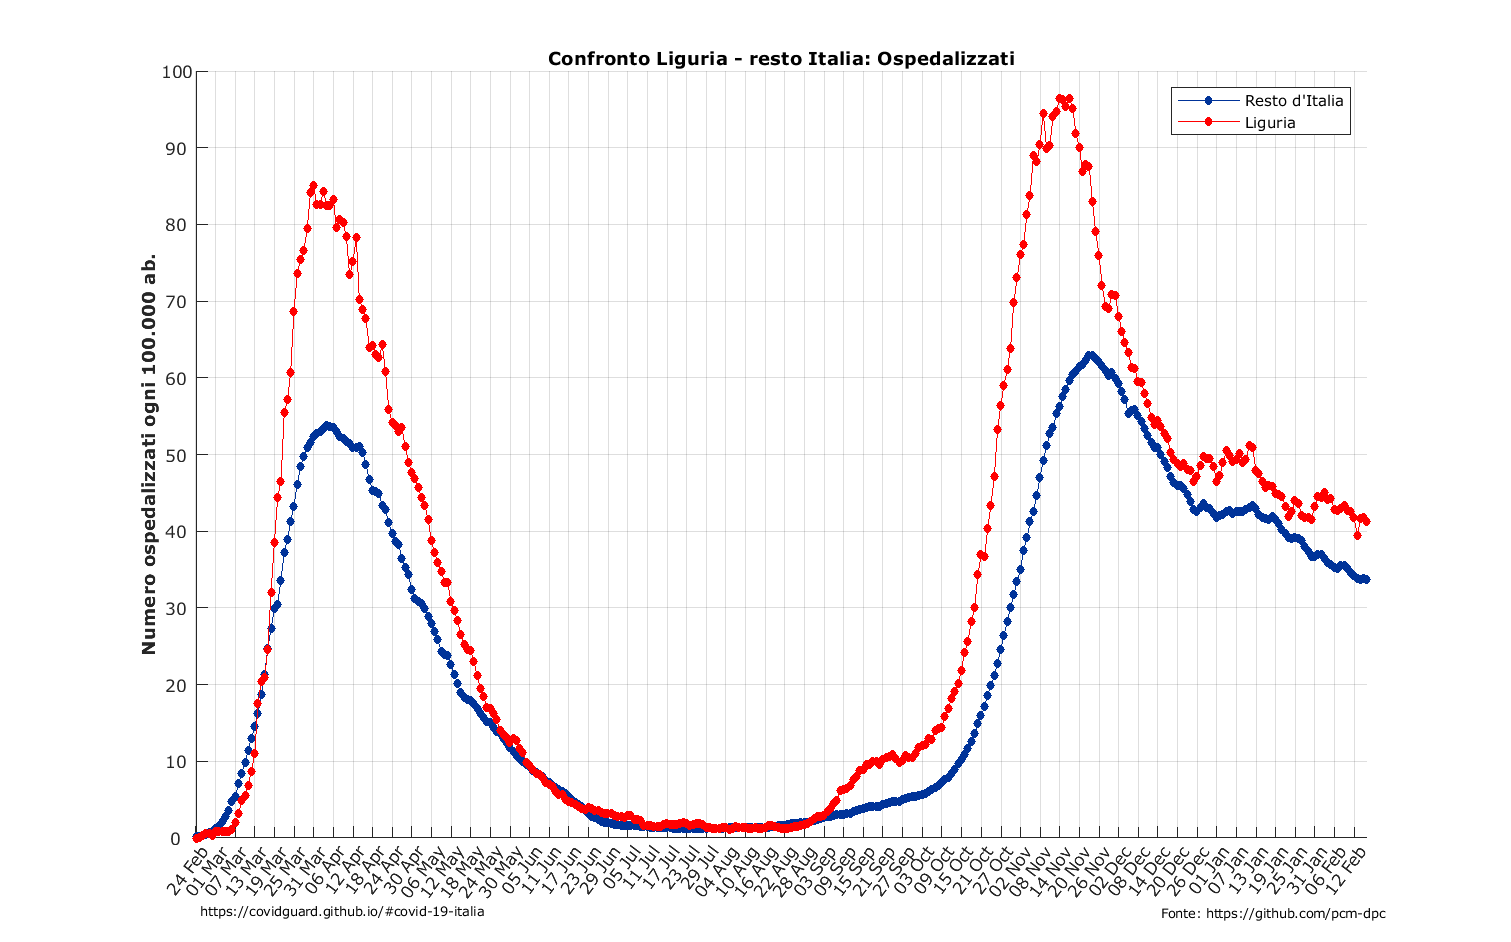 Confronto Liguria - resto Italia: Ospedalizzati
Resto d'Italia
Liguria
Numero ospedalizzati ogni 100.000 ab.
100
90
80
70
60
50
40
30
20
10
0
24 Feb
01 Mar
07 Mar
13 Mar
19 Mar
25 Mar
31 Mar
06 Apr
12 Apr
18 Apr
24 Apr
30 Apr
06 May
12 May
18 May
24 May
30 May
05 Jun
11 Jun
17 Jun
23 Jun
29 Jun
05 Jul
11 Jul
17 Jul
23 Jul
29 Jul
04 Aug
10 Aug
16 Aug
22 Aug
28 Aug
03 Sep
09 Sep
15 Sep
21 Sep
27 Sep
03 Oct
09 Oct
15 Oct
21 Oct
27 Oct
02 Nov
08 Nov
14 Nov
20 Nov
26 Nov
02 Dec
08 Dec
14 Dec
20 Dec
26 Dec
01 Jan
07 Jan
13 Jan
19 Jan
25 Jan
31 Jan
06 Feb
12 Feb
https://covidguard.github.io/#covid-19-italia
Fonte: https://github.com/pcm-dpc